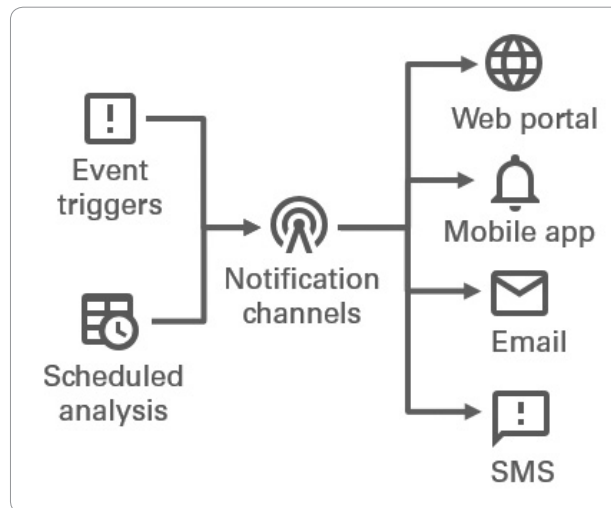 Event
triggers
Scheduled
analysis
Notification
channels
Web portal
Mobile app
Email
SMS